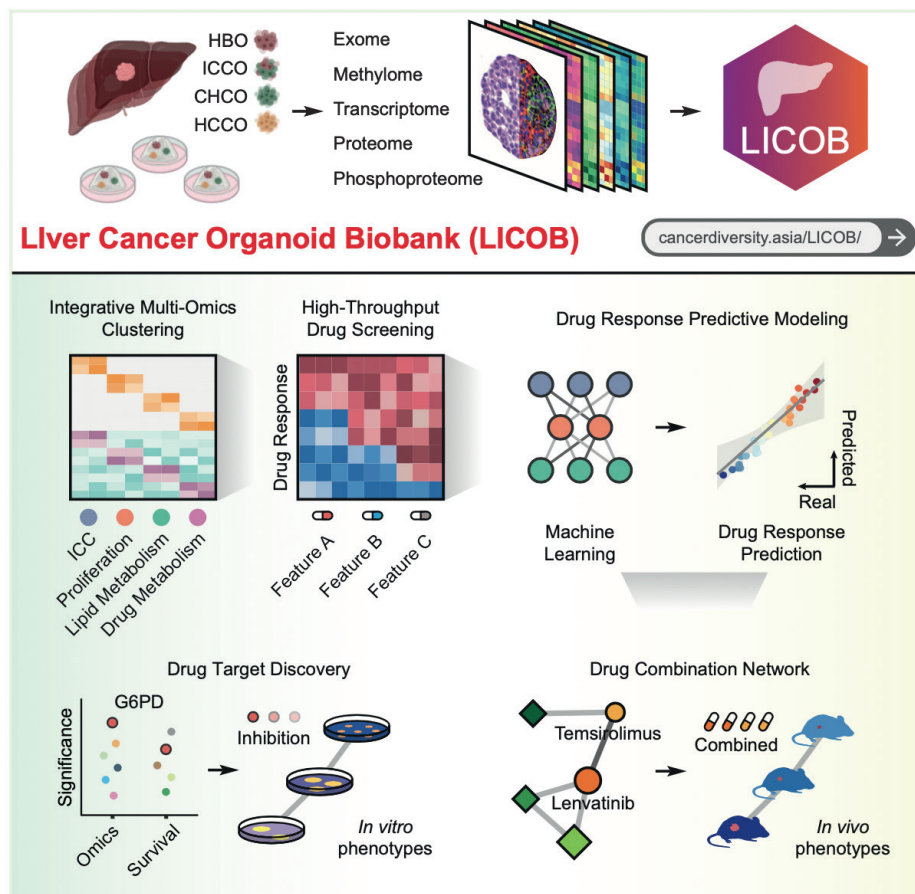 HBO
ICCO
CHCO
HCCO
Exome
Methylome
Transcriptome
Proteome
Phosphoproteome
LICOB
LIver Cancer Organoid Biobank (LICOB)
cancerdiversity.asia/LICOB/
Integrative Multi-Omics
Clustering
ICC
Proliferation
Lipid Metabolism
Drug Metabolism
High-Throughput
Drug Screening
Drug Response
Feature A
Feature B
Feature C
Drug Response Predictive Modeling
Machine
Learning
Predicted
Real
Drug Response
Prediction
Drug Target Discovery
Significance
G6PD
Omics
Survival
Inhibition
In vitro
phenotypes
Drug Combination Network
Temsirolimus
Lenvatinib
Combined
In vivo
phenotypes